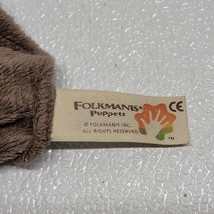 FOLKMANIS®
Puppets
CE
© FOLKMANIS INC.
ALL RIGHTS RESERVED
™